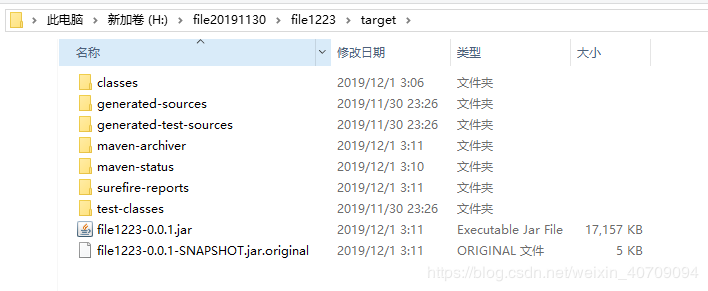 此电脑 > 新加卷 (H:) > file20191130 > file1223 > target >
名称 修改日期 类型 大小
classes 2019/12/1 3:06 文件夹
generated-sources 2019/11/30 23:26 文件夹
generated-test-sources 2019/11/30 23:26 文件夹
maven-archiver 2019/12/1 3:11 文件夹
maven-status 2019/12/1 3:10 文件夹
surefire-reports 2019/12/1 3:11 文件夹
test-classes 2019/11/30 23:26 文件夹
file1223-0.0.1.jar 2019/12/1 3:11 Executable Jar File 17,157 KB
file1223-0.0.1-SNAPSHOT.jar.original 2019/12/1 3:11 ORIGINAL 文件 5 KB
https://blog.csdn.net/weixin_40709094